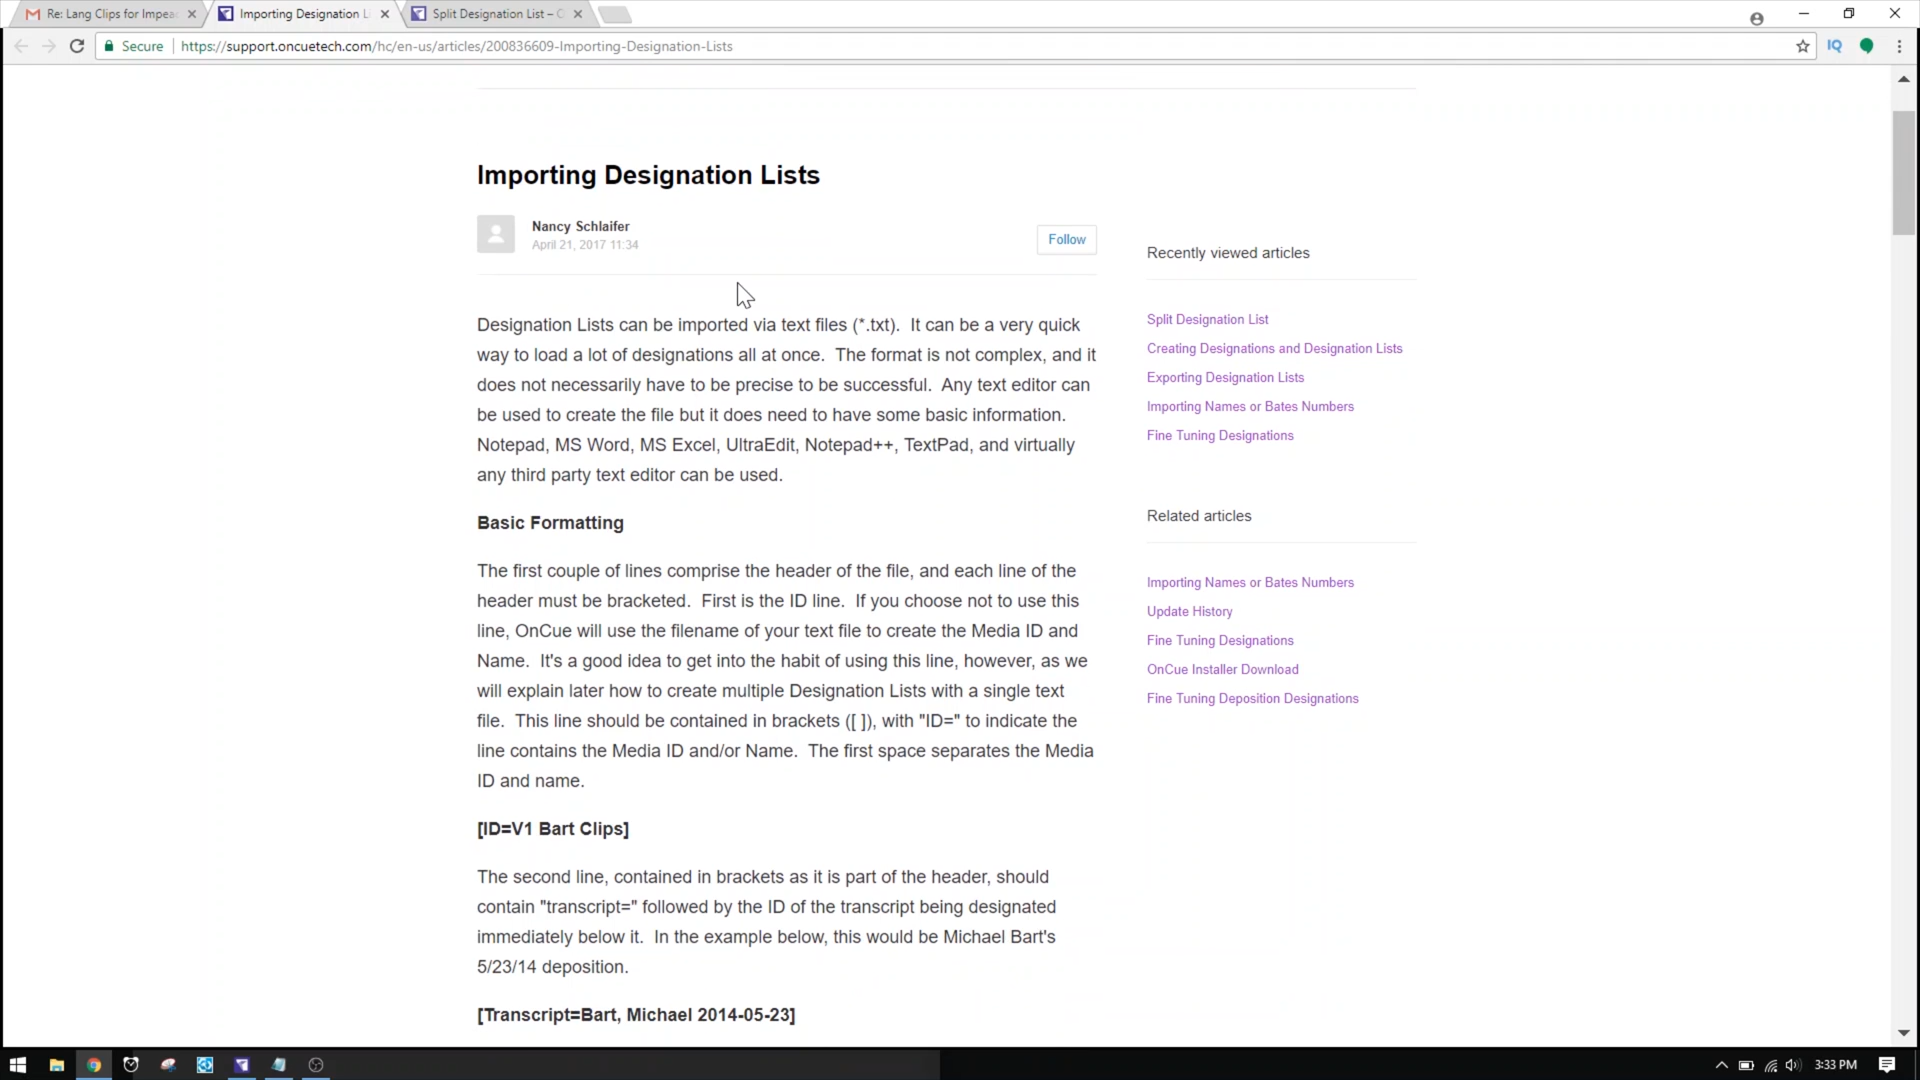 Re: Lang Clips for Impea
Importing Designation L
Split Designation List – O
Secure
https://support.oncuetech.com/hc/en-us/articles/200836609-Importing-Designation-Lists
IQ
Importing Designation Lists
Nancy Schlaifer
April 21, 2017 11:34
Follow
Designation Lists can be imported via text files (*.txt).  It can be a very quick
way to load a lot of designations all at once.  The format is not complex, and it
does not necessarily have to be precise to be successful.  Any text editor can
be used to create the file but it does need to have some basic information.
Notepad, MS Word, MS Excel, UltraEdit, Notepad++, TextPad, and virtually
any third party text editor can be used.
Basic Formatting
The first couple of lines comprise the header of the file, and each line of the
header must be bracketed.  First is the ID line.  If you choose not to use this
line, OnCue will use the filename of your text file to create the Media ID and
Name.  It's a good idea to get into the habit of using this line, however, as we
will explain later how to create multiple Designation Lists with a single text
file.  This line should be contained in brackets ([ ]), with "ID=" to indicate the
line contains the Media ID and/or Name.  The first space separates the Media
ID and name.
[ID=V1 Bart Clips]
The second line, contained in brackets as it is part of the header, should
contain "transcript=" followed by the ID of the transcript being designated
immediately below it.  In the example below, this would be Michael Bart's
5/23/14 deposition.
[Transcript=Bart, Michael 2014-05-23]
Recently viewed articles
Split Designation List
Creating Designations and Designation Lists
Exporting Designation Lists
Importing Names or Bates Numbers
Fine Tuning Designations
Related articles
Importing Names or Bates Numbers
Update History
Fine Tuning Designations
OnCue Installer Download
Fine Tuning Deposition Designations
3:33 PM